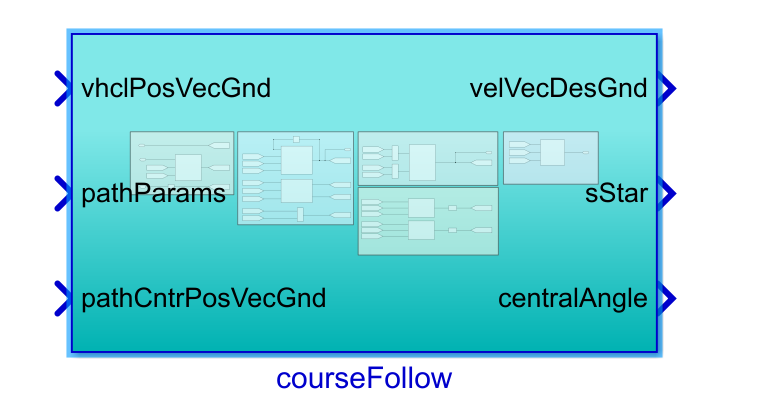 vhclPosVecGnd
velVecDesGnd
pathParams
sStar
pathCntrPosVecGnd
centralAngle
courseFollow